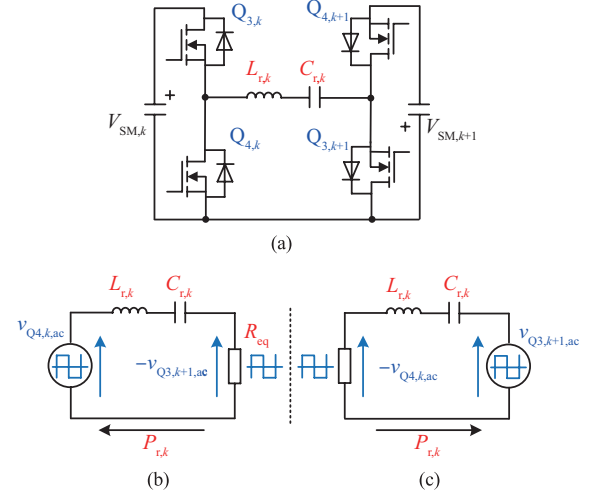 Q3,k
Q4,k+1
Lr,k
Cr,k
+
VSM,k
Q4,k
Q3,k+1
+
VSM,k+1
(a)
Lr,k
Cr,k
vQ4,k,ac
−vQ3,k+1,ac
Req
Pr,k
(b)
Lr,k
Cr,k
−vQ4,k,ac
vQ3,k+1,ac
Pr,k
(c)